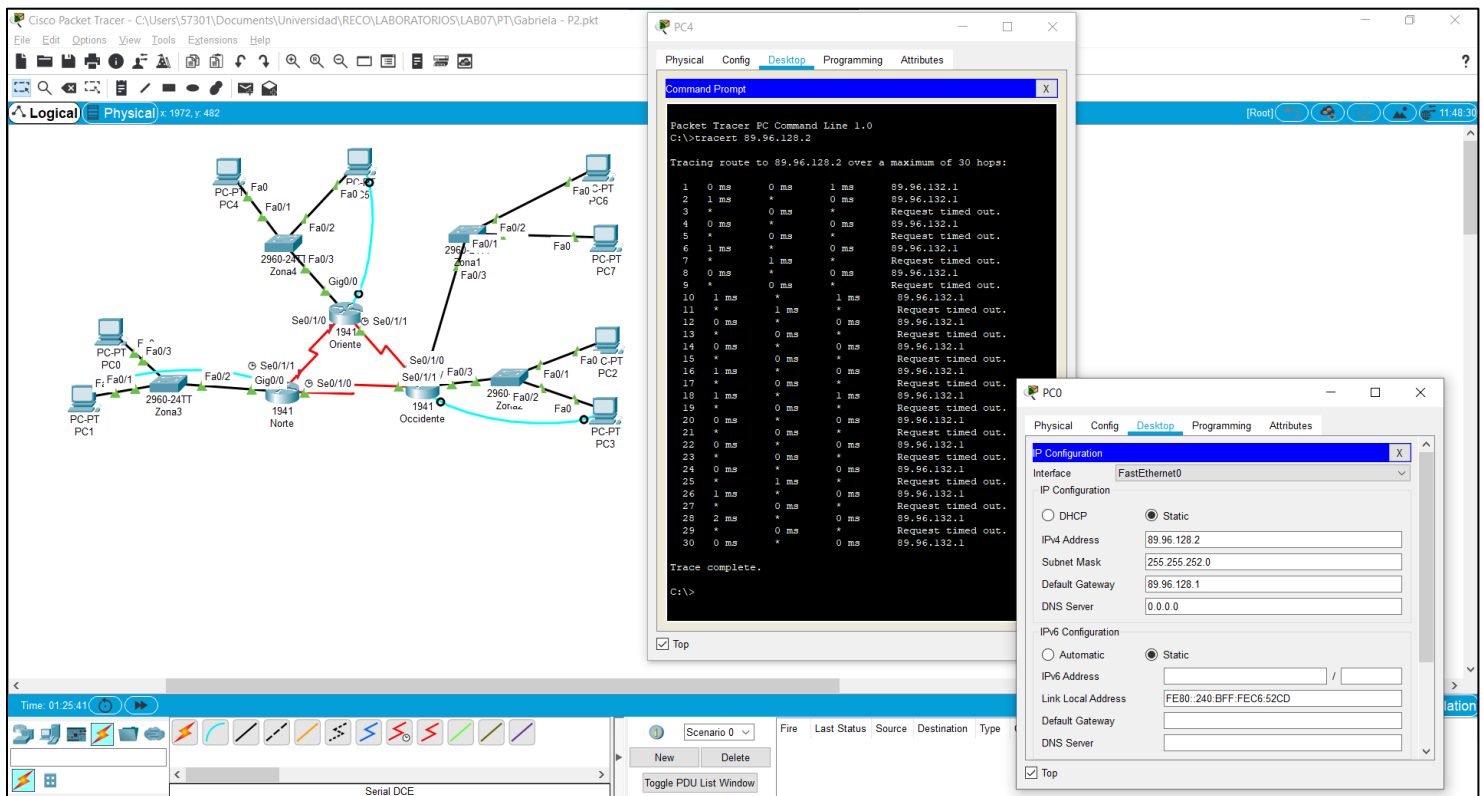 Cisco Packet Tracer - C:\Users\57301\Documents\Universidad\RECO\LABORATORIOS\LAB07\PT\Gabriela - P2.pkt
File Edit Options View Tools Extensions Help
?
Logical Physical x: 1972, y: 482
[Root] 11:48:30
PC-PT
PC4
Fa0
Fa0/1
Fa0
Fa0/2
2960-24TT
Fa0/3
Zona4
Gig0/0
Se0/1/0
Se0/1/1
1941
Oriente
Fa0
C-PT
PC6
Fa0/2
Fa0/1
Fa0
Zona1
Fa0/3
PC-PT
PC7
PC-PT
PC0
Fa0/3
Fa0/1
Fa0/2
2960-24TT
Zona3
PC-PT
PC1
Se0/1/1
Gig0/0
Se0/1/0
1941
Norte
Se0/1/0
Se0/1/1
Fa0/3
1941
Occidente
Fa0/1
Fa0
C-PT
PC2
2960
Fa0/2
Fa0
PC-PT
PC3
PC4
Physical Config Desktop Programming Attributes
Command Prompt X
Packet Tracer PC Command Line 1.0
C:\>tracert 89.96.128.2
Tracing route to 89.96.128.2 over a maximum of 30 hops:
1 0 ms 0 ms 1 ms 89.96.132.1
2 1 ms * 0 ms 89.96.132.1
3 * 0 ms * Request timed out.
4 0 ms * 0 ms 89.96.132.1
5 * 0 ms * Request timed out.
6 1 ms * 0 ms 89.96.132.1
7 * 1 ms * Request timed out.
8 0 ms * 0 ms 89.96.132.1
9 * 0 ms * Request timed out.
10 1 ms * 1 ms 89.96.132.1
11 * 1 ms * Request timed out.
12 0 ms * 0 ms 89.96.132.1
13 * 0 ms * Request timed out.
14 0 ms * 0 ms 89.96.132.1
15 * 0 ms * Request timed out.
16 1 ms * 0 ms 89.96.132.1
17 * 0 ms * Request timed out.
18 1 ms * 1 ms 89.96.132.1
19 * 0 ms * Request timed out.
20 0 ms * 0 ms 89.96.132.1
21 * 0 ms * Request timed out.
22 0 ms * 0 ms 89.96.132.1
23 * 0 ms * Request timed out.
24 0 ms * 0 ms 89.96.132.1
25 * 1 ms * Request timed out.
26 1 ms * 0 ms 89.96.132.1
27 * 0 ms * Request timed out.
28 2 ms * 0 ms 89.96.132.1
29 * 0 ms * Request timed out.
30 0 ms * 0 ms 89.96.132.1
Trace complete.
C:\>
Top
PC0
Physical Config Desktop Programming Attributes
IP Configuration X
Interface FastEthernet0
IP Configuration
DHCP Static
IPv4 Address 89.96.128.2
Subnet Mask 255.255.252.0
Default Gateway 89.96.128.1
DNS Server 0.0.0.0
IPv6 Configuration
Automatic Static
IPv6 Address /
Link Local Address FE80::240:BFF:FEC6:52CD
Default Gateway
DNS Server
Top
Time: 01:25:41
Serial DCE
Scenario 0
New Delete
Toggle PDU List Window
Fire Last Status Source Destination Type